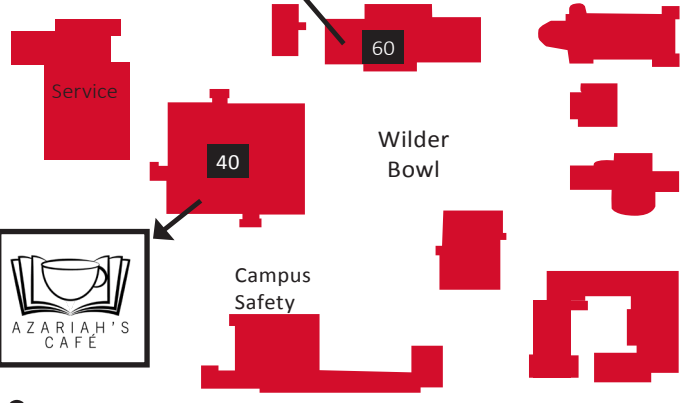 60
Service
40
Wilder
Bowl
Campus
Safety
AZARIAH'S
CAFÉ